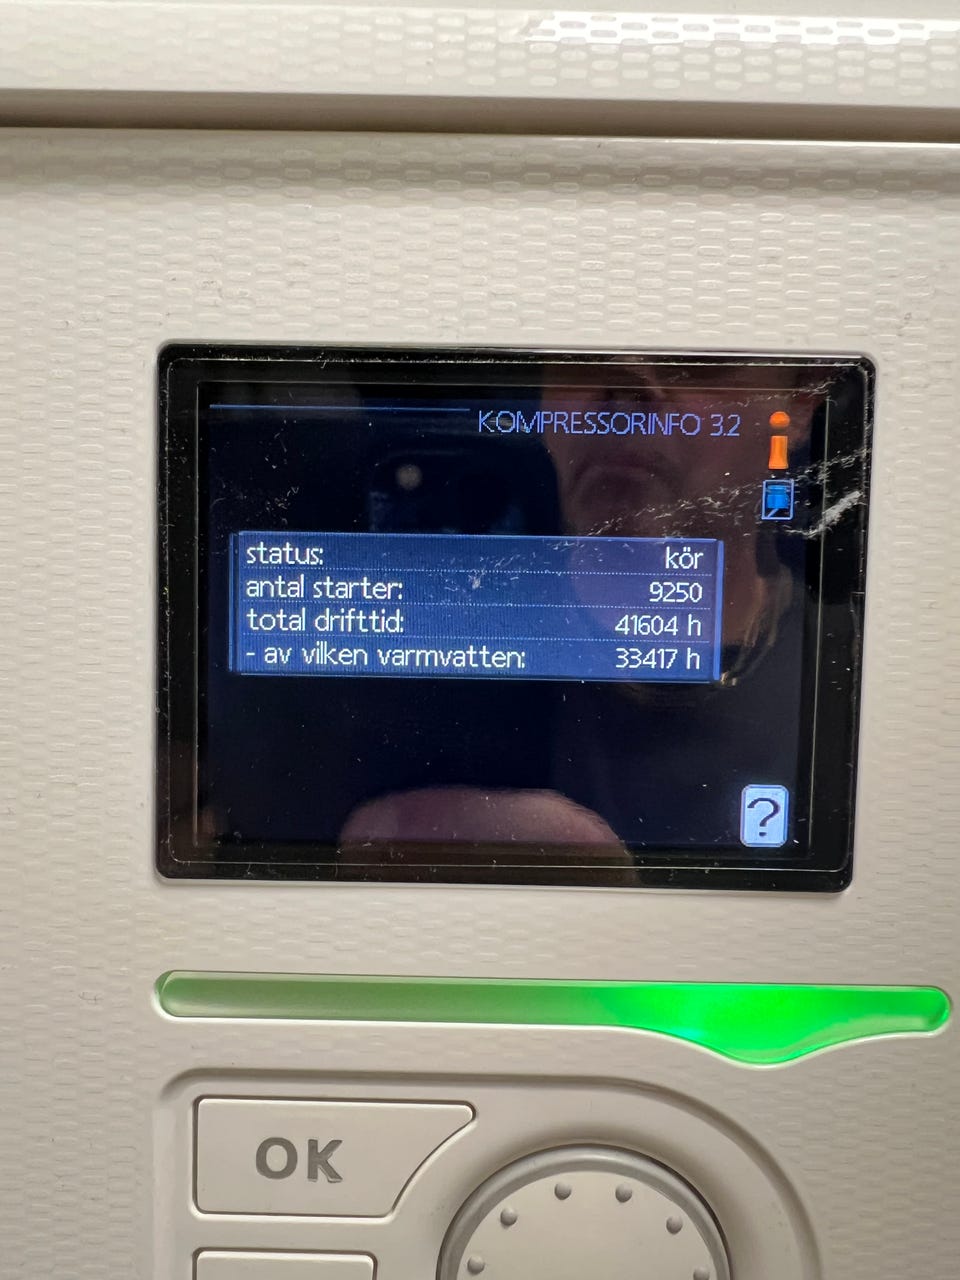 KOMPRESSORINFO 3.2
status: kör
antal starter: 9250
total drifttid: 41604 h
- av vilken varmvatten: 33417 h
?
OK